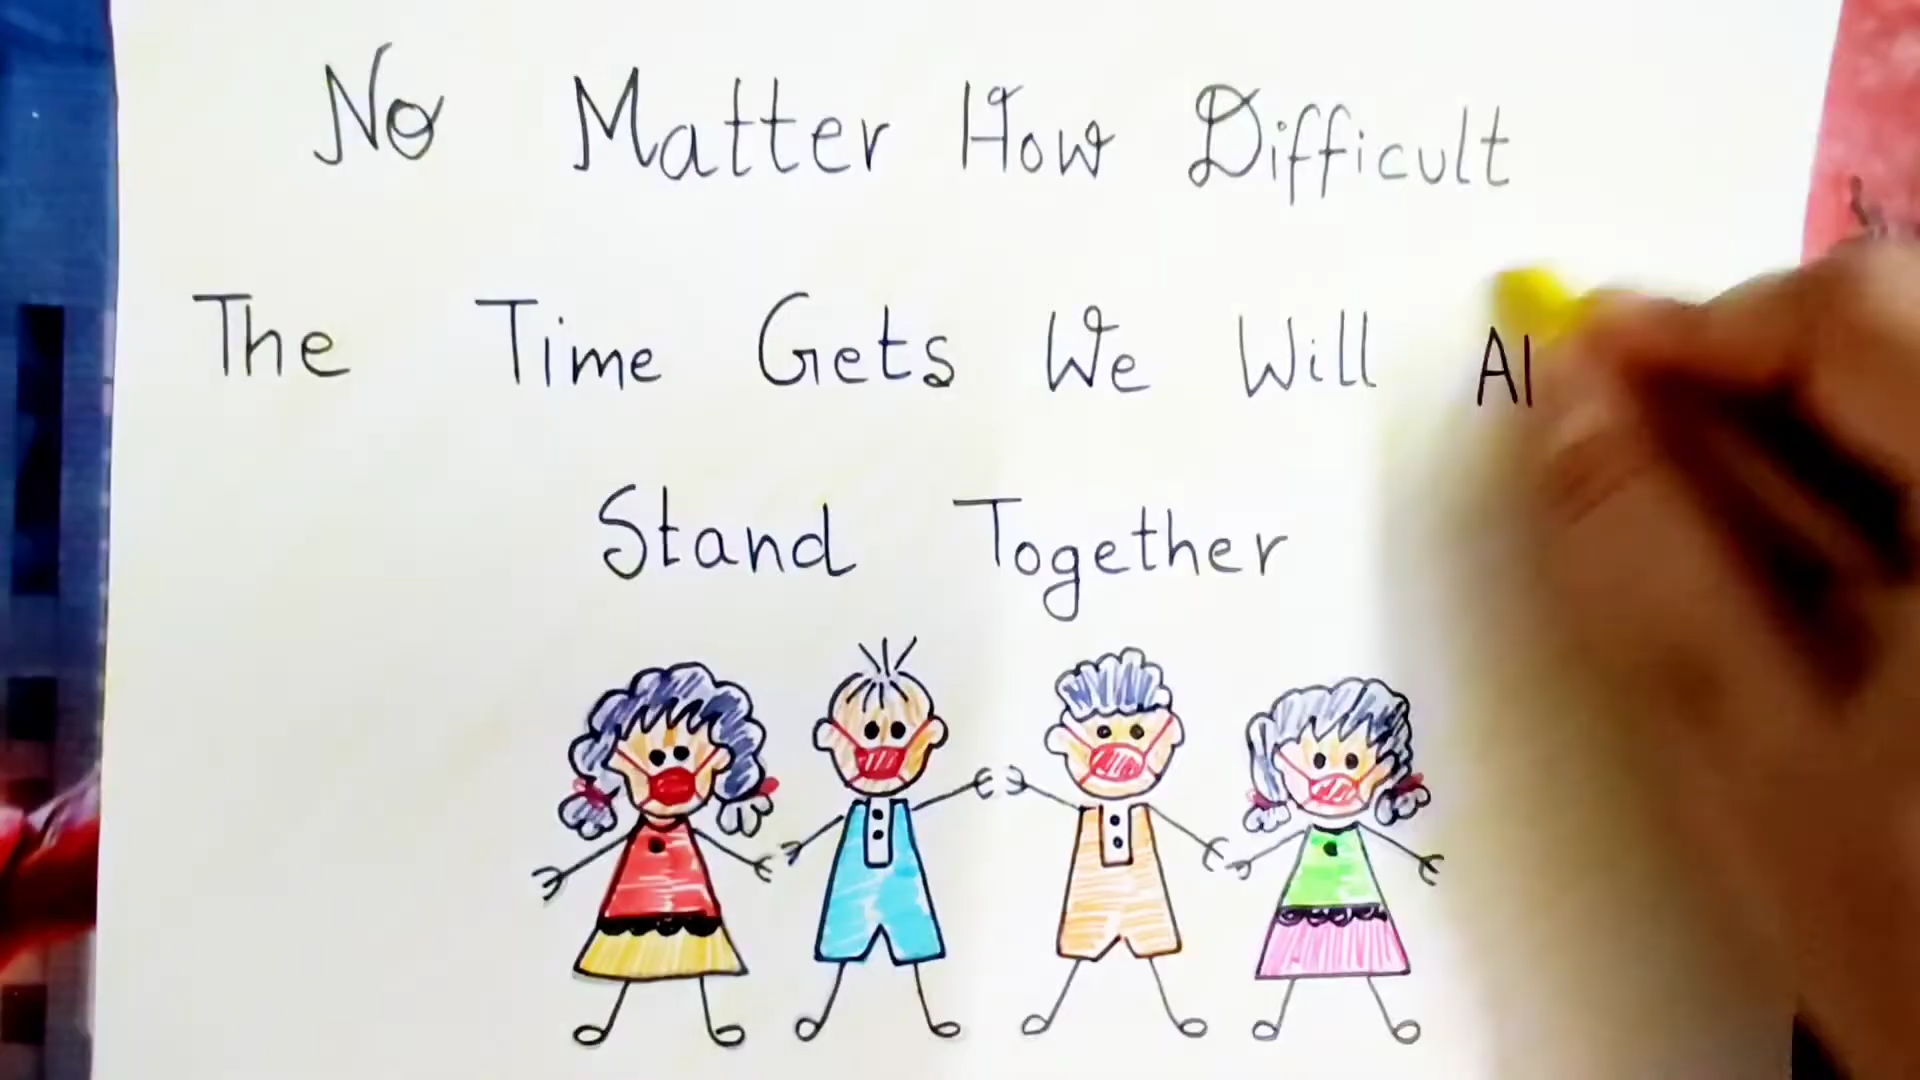 No Matter How Difficult
The Time Gets We Will Al
Stand Together